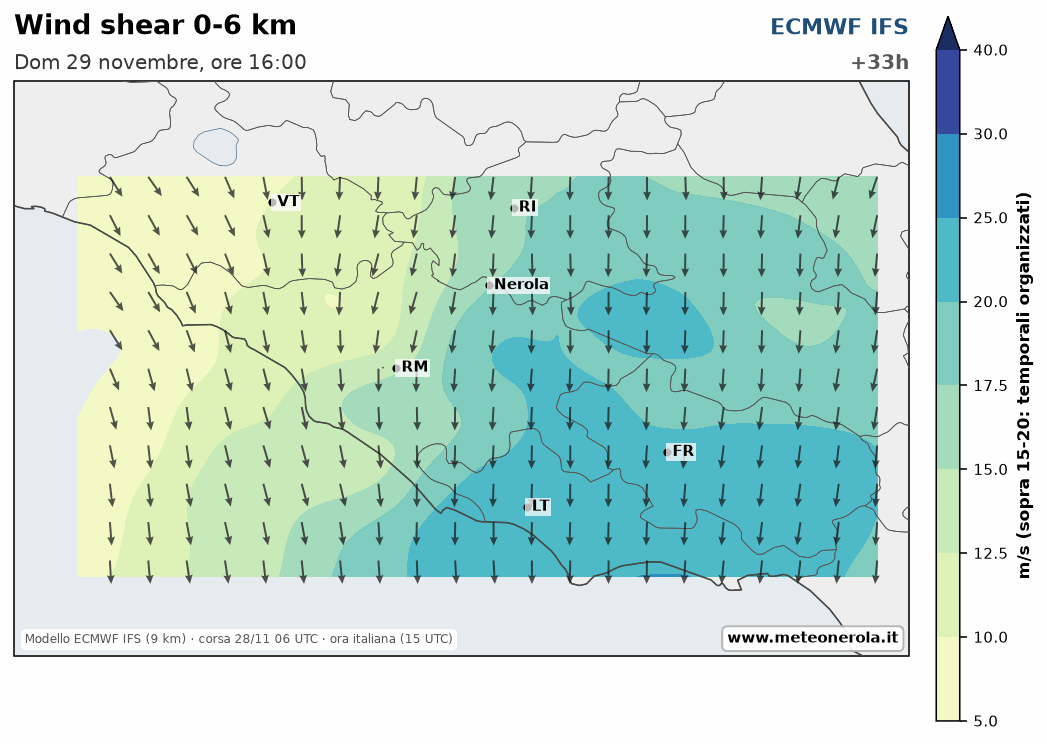 Wind shear 0-6 km
ECMWF IFS
Dom 29 novembre, ore 16:00
+33h
40.0
30.0
25.0
20.0
17.5
15.0
12.5
10.0
5.0
m/s (sopra 15-20: temporali organizzati)
VT
RI
Nerola
RM
FR
LT
Modello ECMWF IFS (9 km) · corsa 28/11 06 UTC · ora italiana (15 UTC)
www.meteonerola.it